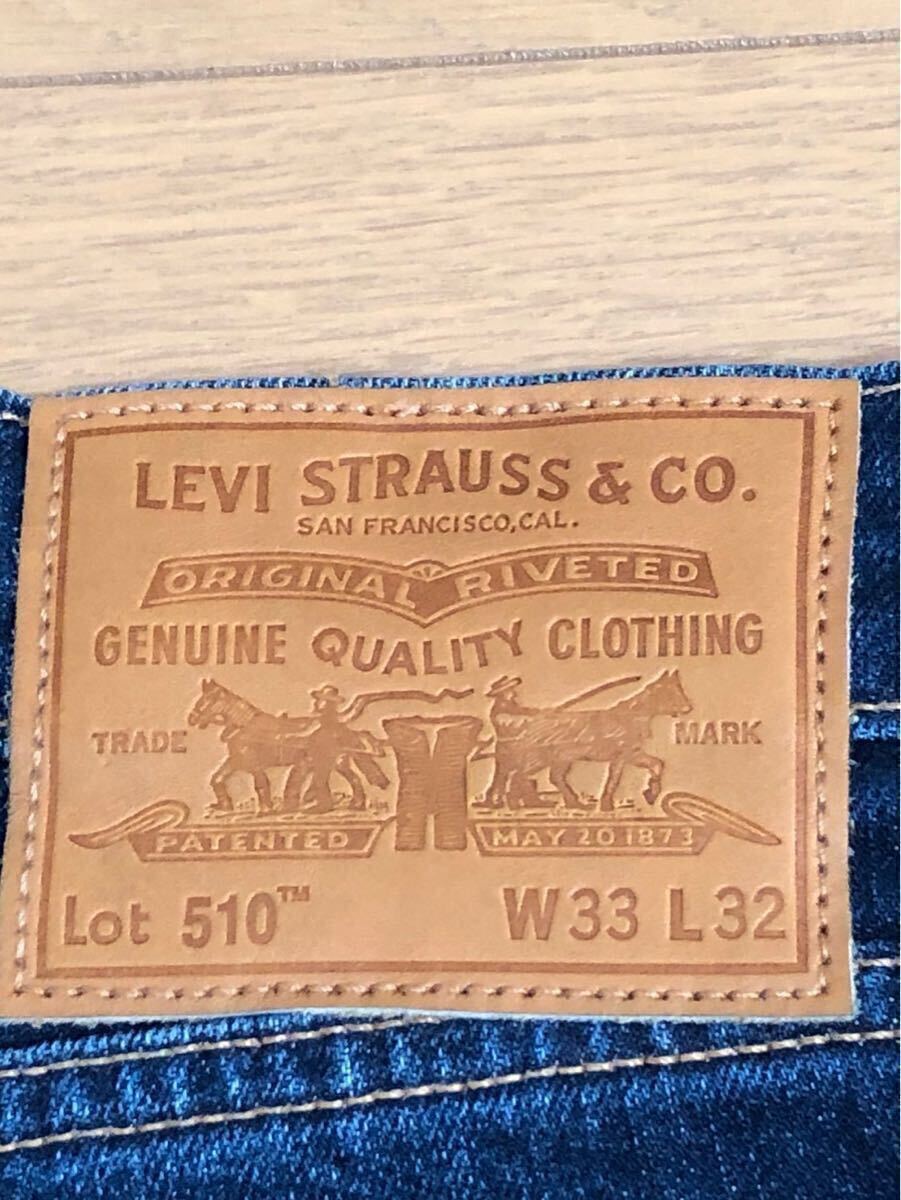 LEVI STRAUSS & CO.
SAN FRANCISCO, CAL.
ORIGINAL RIVETED
GENUINE QUALITY CLOTHING
TRADE MARK
PATENTED MAY 20 1873
Lot 510™ W33 L32